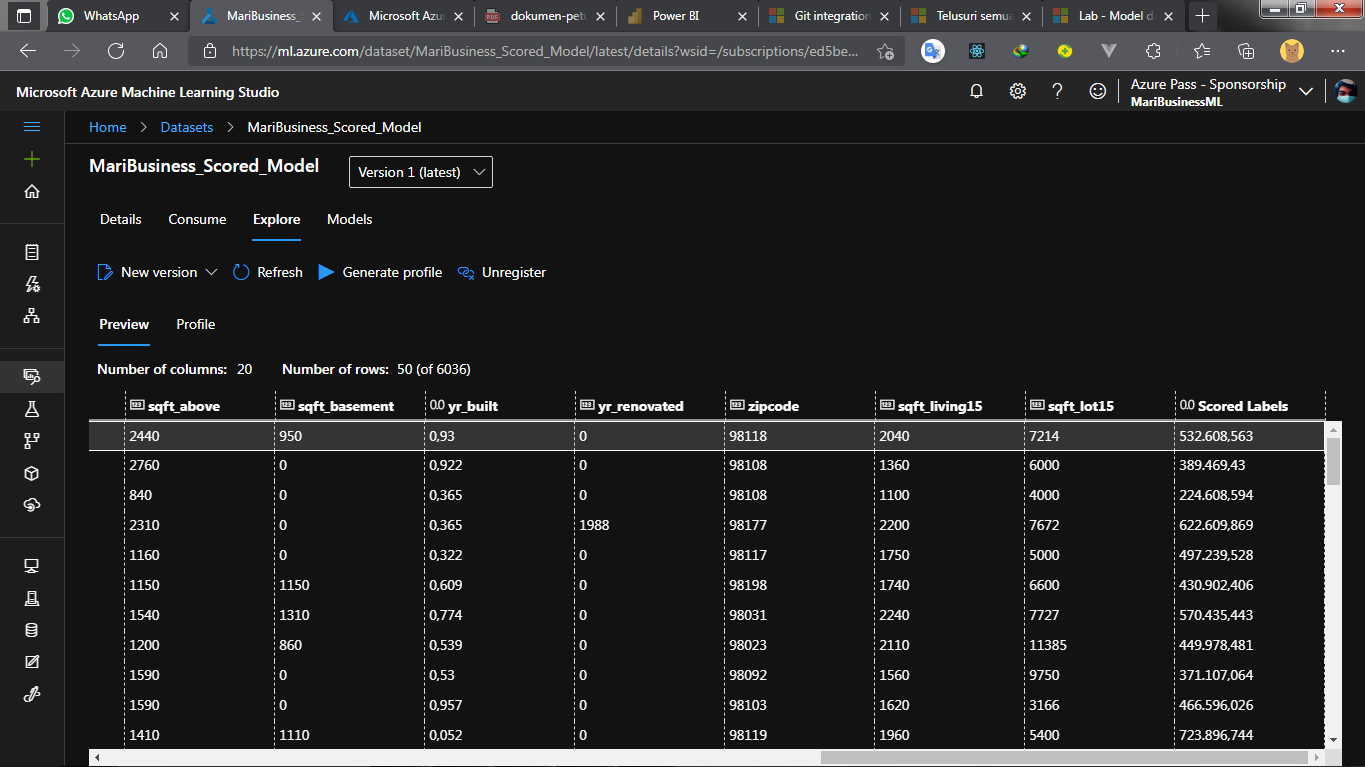 WhatsApp
MariBusiness_
Microsoft Azu
dokumen-pet
Power BI
Git integration
Telusuri semua
Lab - Model d
https://ml.azure.com/dataset/MariBusiness_Scored_Model/latest/details?wsid=/subscriptions/ed5be...
Microsoft Azure Machine Learning Studio
Azure Pass - Sponsorship
MariBusinessML
Home > Datasets > MariBusiness_Scored_Model
MariBusiness_Scored_Model
Version 1 (latest)
Details Consume Explore Models
New version Refresh Generate profile Unregister
Preview Profile
Number of columns: 20 Number of rows: 50 (of 6036)
123 sqft_above 123 sqft_basement 0.0 yr_built 123 yr_renovated 123 zipcode 123 sqft_living15 123 sqft_lot15 0.0 Scored Labels
2440 950 0,93 0 98118 2040 7214 532.608,563
2760 0 0,922 0 98108 1360 6000 389.469,43
840 0 0,365 0 98108 1100 4000 224.608,594
2310 0 0,365 1988 98177 2200 7672 622.609,869
1160 0 0,322 0 98117 1750 5000 497.239,528
1150 1150 0,609 0 98198 1740 6600 430.902,406
1540 1310 0,774 0 98031 2240 7727 570.435,443
1200 860 0,539 0 98023 2110 11385 449.978,481
1590 0 0,53 0 98092 1560 9750 371.107,064
1590 0 0,957 0 98103 1620 3166 466.596,026
1410 1110 0,052 0 98119 1960 5400 723.896,744